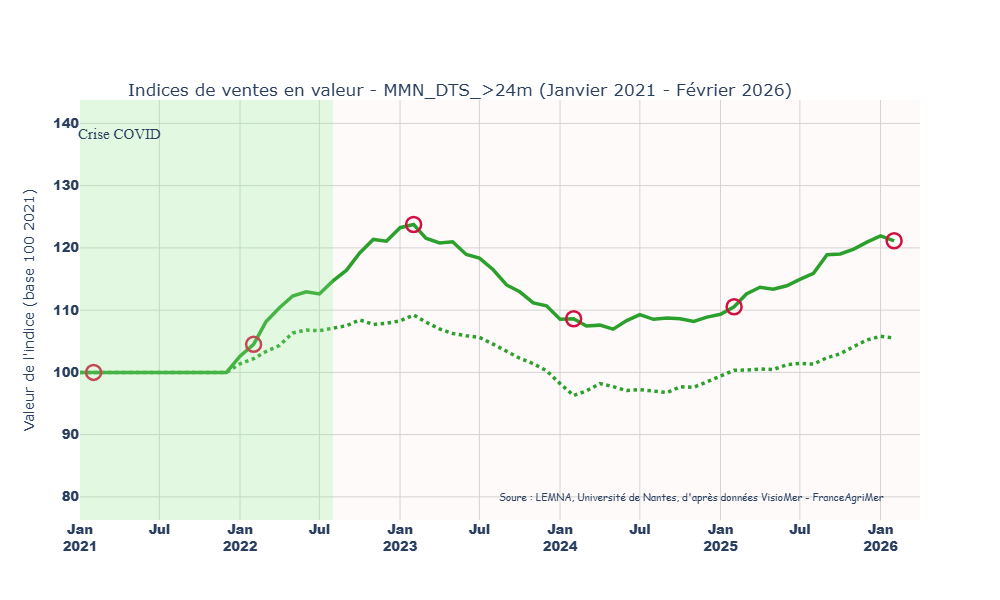 Indices de ventes en valeur - MMN_DTS_>24m (Janvier 2021 - Février 2026)
140
Crise COVID
130
120
110
100
90
80
Valeur de l'indice (base 100 2021)
Soure : LEMNA, Université de Nantes, d'après données VisioMer - FranceAgriMer
Jan Jul Jan Jul Jan Jul Jan Jul Jan Jul Jan
2021 2022 2023 2024 2025 2026